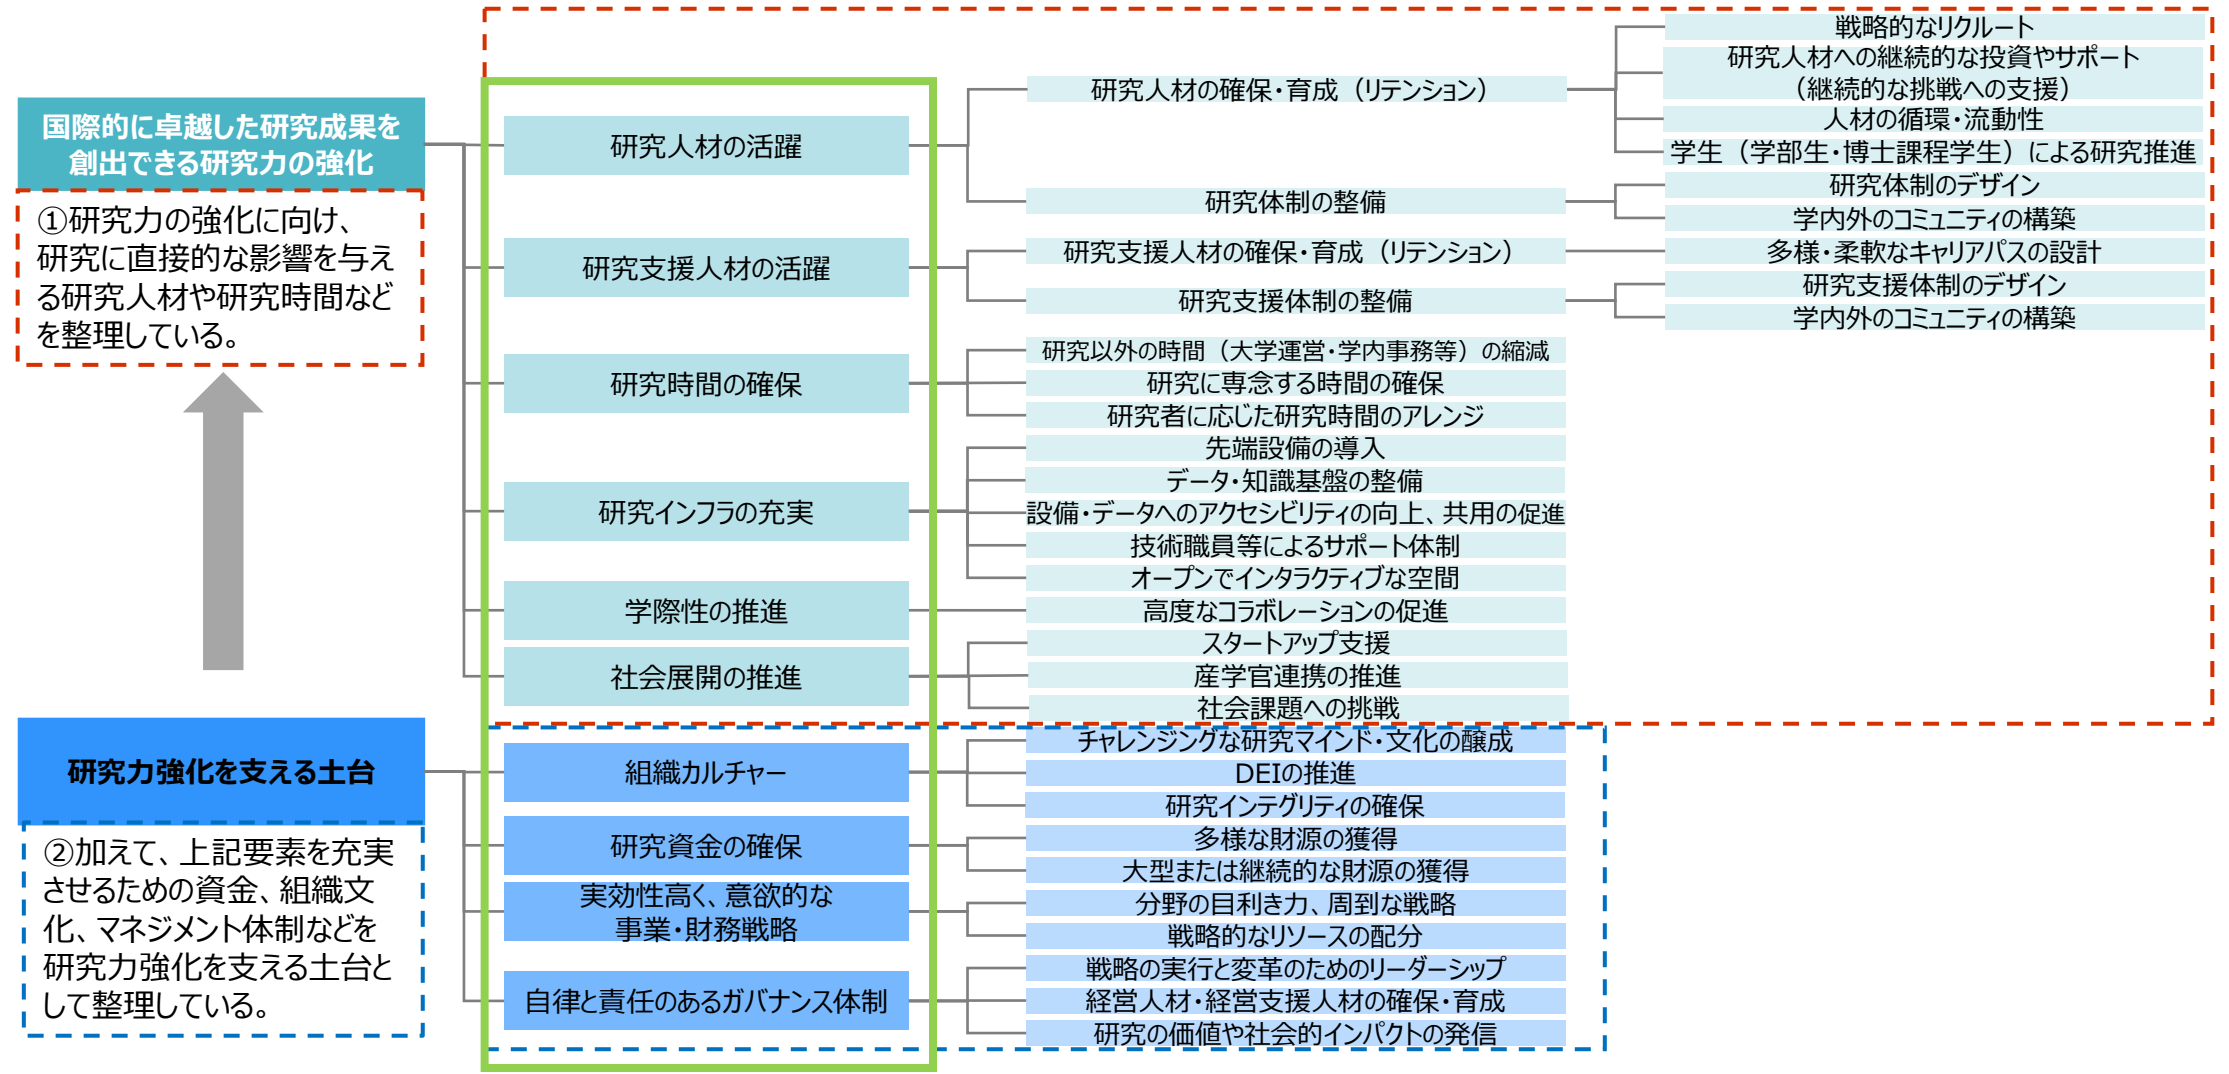 国際的に卓越した研究成果を
創出できる研究力の強化
①研究力の強化に向け、
研究に直接的な影響を与え
る研究人材や研究時間など
を整理している。
研究人材の活躍
研究人材の確保・育成（リテンション）
戦略的なリクルート
研究人材への継続的な投資やサポート
（継続的な挑戦への支援）
人材の循環・流動性
学生（学部生・博士課程学生）による研究推進
研究体制の整備
研究体制のデザイン
学内外のコミュニティの構築
研究支援人材の活躍
研究支援人材の確保・育成（リテンション）
多様・柔軟なキャリアパスの設計
研究支援体制の整備
研究支援体制のデザイン
学内外のコミュニティの構築
研究時間の確保
研究以外の時間（大学運営・学内事務等）の縮減
研究に専念する時間の確保
研究者に応じた研究時間のアレンジ
研究インフラの充実
先端設備の導入
データ・知識基盤の整備
設備・データへのアクセシビリティの向上、共用の促進
技術職員等によるサポート体制
オープンでインタラクティブな空間
学際性の推進
高度なコラボレーションの促進
社会展開の推進
スタートアップ支援
産学官連携の推進
社会課題への挑戦
研究力強化を支える土台
②加えて、上記要素を充実
させるための資金、組織文
化、マネジメント体制などを
研究力強化を支える土台と
して整理している。
組織カルチャー
チャレンジングな研究マインド・文化の醸成
DEIの推進
研究インテグリティの確保
研究資金の確保
多様な財源の獲得
大型または継続的な財源の獲得
実効性高く、意欲的な
事業・財務戦略
分野の目利き力、周到な戦略
戦略的なリソースの配分
自律と責任のあるガバナンス体制
戦略の実行と変革のためのリーダーシップ
経営人材・経営支援人材の確保・育成
研究の価値や社会的インパクトの発信